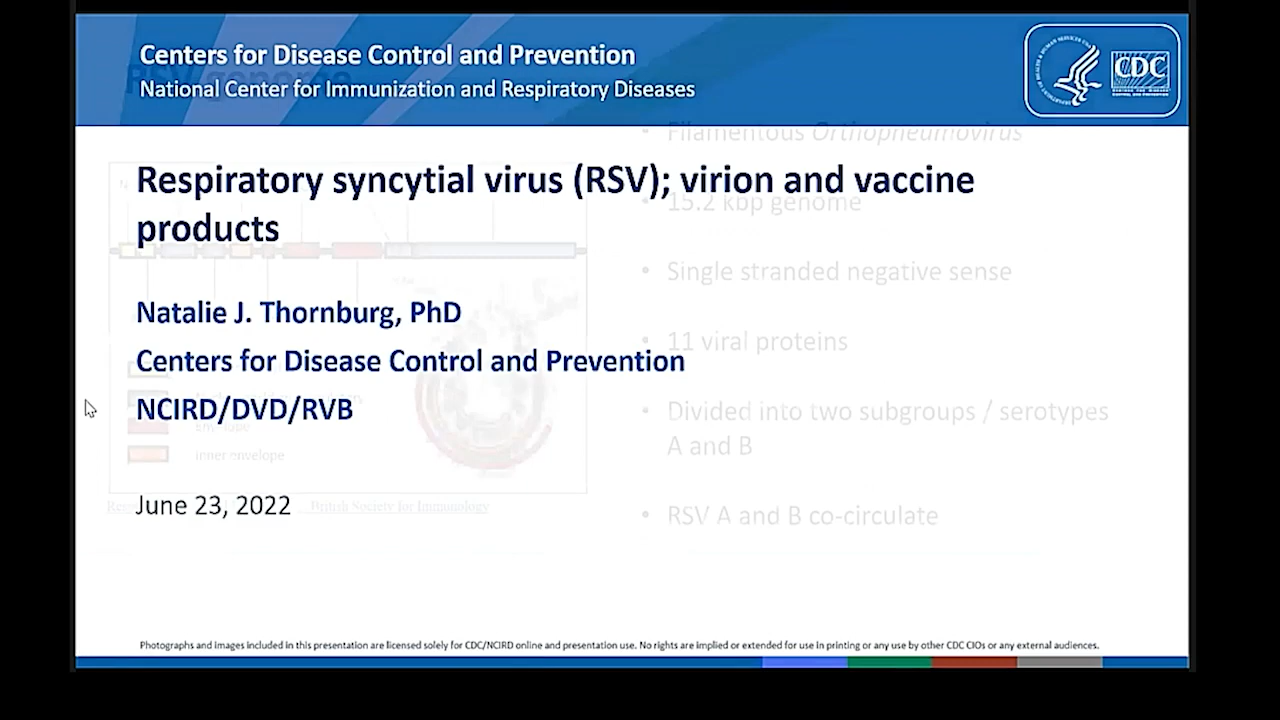 Centers for Disease Control and Prevention
RSV genome
National Center for Immunization and Respiratory Diseases
CDC
Filamentous Orthopneumovirus
Respiratory syncytial virus (RSV); virion and vaccine
products
15.2 kbp genome
Single stranded negative sense
Natalie J. Thornburg, PhD
11 viral proteins
Centers for Disease Control and Prevention
NCIRD/DVD/RVB
Divided into two subgroups / serotypes
A and B
inner envelope
June 23, 2022
British Society for Immunology
RSV A and B co-circulate
Photographs and images included in this presentation are licensed solely for CDC/NCIRD online and presentation use. No rights are implied or extended for use in printing or any use by other CDC CIOs or any external audiences.